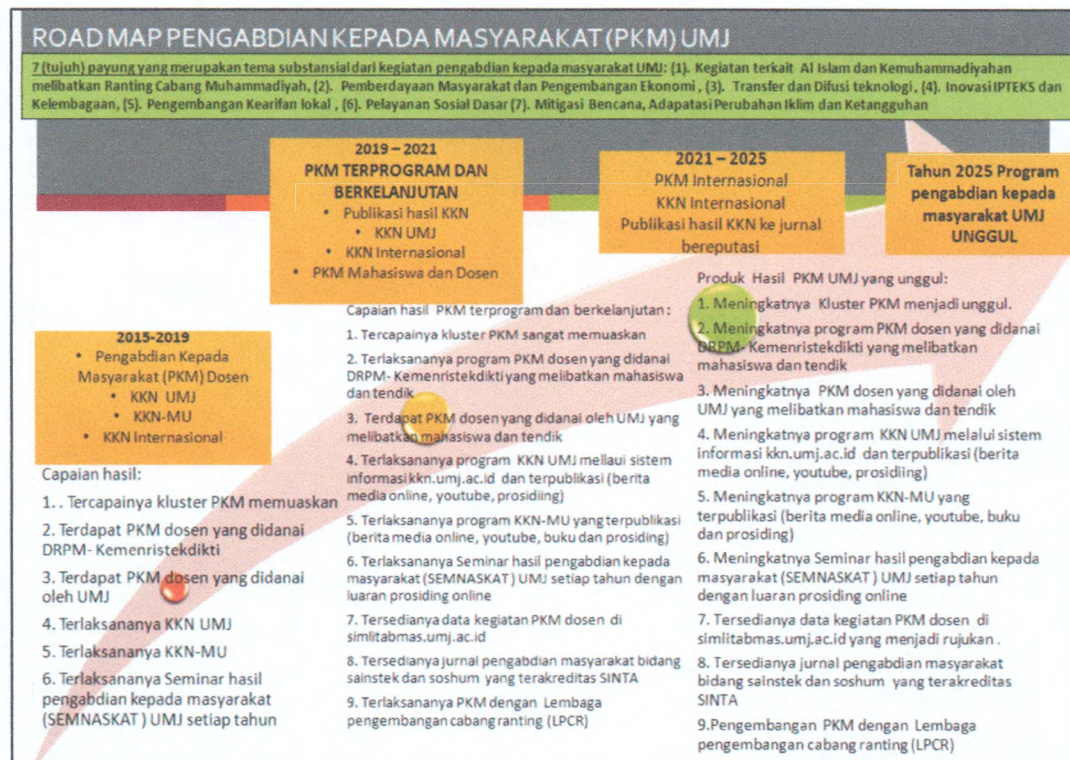 ROAD MAP PENGABDIAN KEPADA MASYARAKAT (PKM) UMJ
7 (tujuh) payung yang merupakan tema substansial dari kegiatan pengabdian kepada masyarakat UMJ: (1). Kegiatan terkait Al Islam dan Kemuhammadiyahan
melibatkan Ranting Cabang Muhammadiyah, (2). Pemberdayaan Masyarakat dan Pengembangan Ekonomi , (3). Transfer dan Difusi teknologi , (4). Inovasi IPTEKS dan
Kelembagaan, (5). Pengembangan Kearifan lokal , (6). Pelayanan Sosial Dasar (7). Mitigasi Bencana, Adapatasi Perubahan Iklim dan Ketangguhan
2015-2019
• Pengabdian Kepada
Masyarakat (PKM) Dosen
• KKN UMJ
• KKN-MU
• KKN Internasional
Capaian hasil:
1. . Tercapainya kluster PKM memuaskan
2. Terdapat PKM dosen yang didanai
DRPM- Kemenristekdikti
3. Terdapat PKM dosen yang didanai
oleh UMJ
4. Terlaksananya KKN UMJ
5. Terlaksananya KKN-MU
6. Terlaksananya Seminar hasil
pengabdian kepada masyarakat
(SEMNASKAT ) UMJ setiap tahun
2019 – 2021
PKM TERPROGRAM DAN
BERKELANJUTAN
• Publikasi hasil KKN
• KKN UMJ
• KKN Internasional
• PKM Mahasiswa dan Dosen
Capaian hasil PKM terprogram dan berkelanjutan :
1. Tercapainya kluster PKM sangat memuaskan
2. Terlaksananya program PKM dosen yang didanai
DRPM- Kemenristekdikti yang melibatkan mahasiswa
dan tendik
3. Terdapat PKM dosen yang didanai oleh UMJ yang
melibatkan mahasiswa dan tendik
4. Terlaksananya program KKN UMJ mellaui sistem
informasi kkn.umj.ac.id dan terpublikasi (berita
media online, youtube, prosidiing)
5. Terlaksananya program KKN-MU yang terpublikasi
(berita media online, youtube, buku dan prosiding)
6. Terlaksananya Seminar hasil pengabdian kepada
masyarakat (SEMNASKAT ) UMJ setiap tahun dengan
luaran prosiding online
7. Tersedianya data kegiatan PKM dosen di
simlitabmas.umj.ac.id
8. Tersedianya jurnal pengabdian masyarakat bidang
sainstek dan soshum yang terakreditas SINTA
9. Terlaksananya PKM dengan Lembaga
pengembangan cabang ranting (LPCR)
2021 – 2025
PKM Internasional
KKN Internasional
Publikasi hasil KKN ke jurnal
bereputasi
Produk Hasil PKM UMJ yang unggul:
1. Meningkatnya Kluster PKM menjadi unggul.
2. Meningkatnya program PKM dosen yang didanai
DRPM- Kemenristekdikti yang melibatkan
mahasiswa dan tendik
3. Meningkatnya PKM dosen yang didanai oleh
UMJ yang melibatkan mahasiswa dan tendik
4. Meningkatnya program KKN UMJ melalui sistem
informasi kkn.umj.ac.id dan terpublikasi (berita
media online, youtube, prosidiing)
5. Meningkatnya program KKN-MU yang
terpublikasi (berita media online, youtube, buku
dan prosiding)
6. Meningkatnya Seminar hasil pengabdian kepada
masyarakat (SEMNASKAT ) UMJ setiap tahun
dengan luaran prosiding online
7. Tersedianya data kegiatan PKM dosen di
simlitabmas.umj.ac.id yang menjadi rujukan .
8. Tersedianya jurnal pengabdian masyarakat
bidang sainstek dan soshum yang terakreditas
SINTA
9.Pengembangan PKM dengan Lembaga
pengembangan cabang ranting (LPCR)
Tahun 2025 Program
pengabdian kepada
masyarakat UMJ
UNGGUL